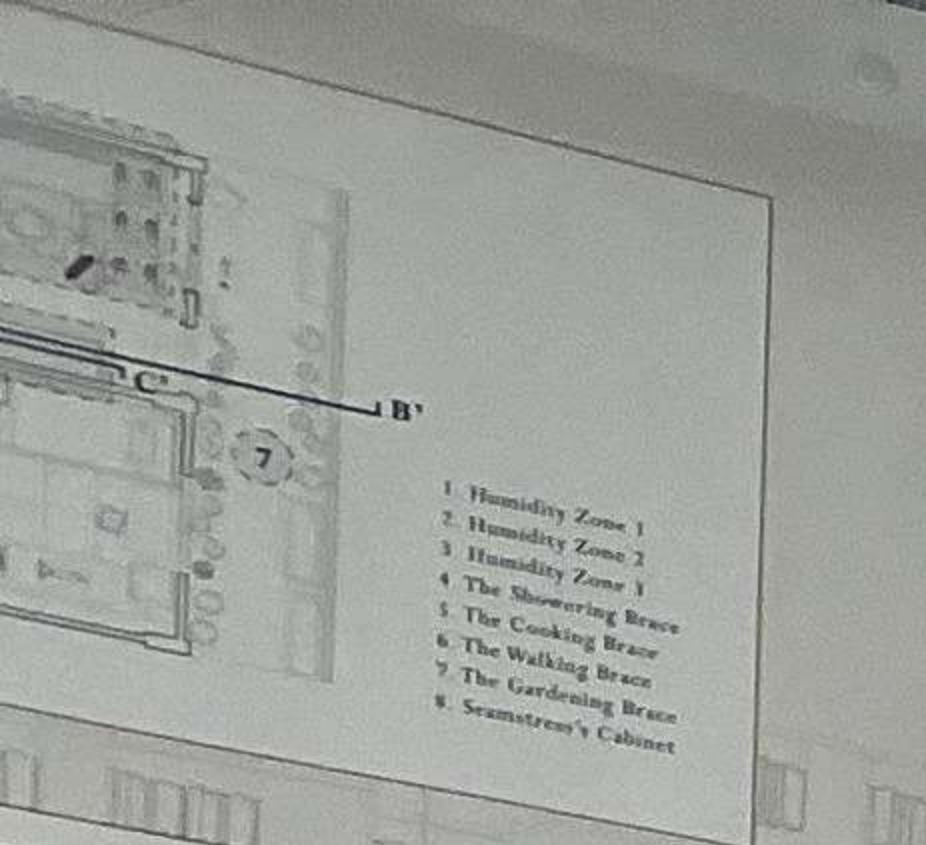 C'
B'
7
1 Humidity Zone 1
2. Humidity Zone 2
3 Humidity Zone 3
4 The Showering Brace
5 The Cooking Brace
6. The Walking Brace
7. The Gardening Brace
8. Seamstress's Cabinet